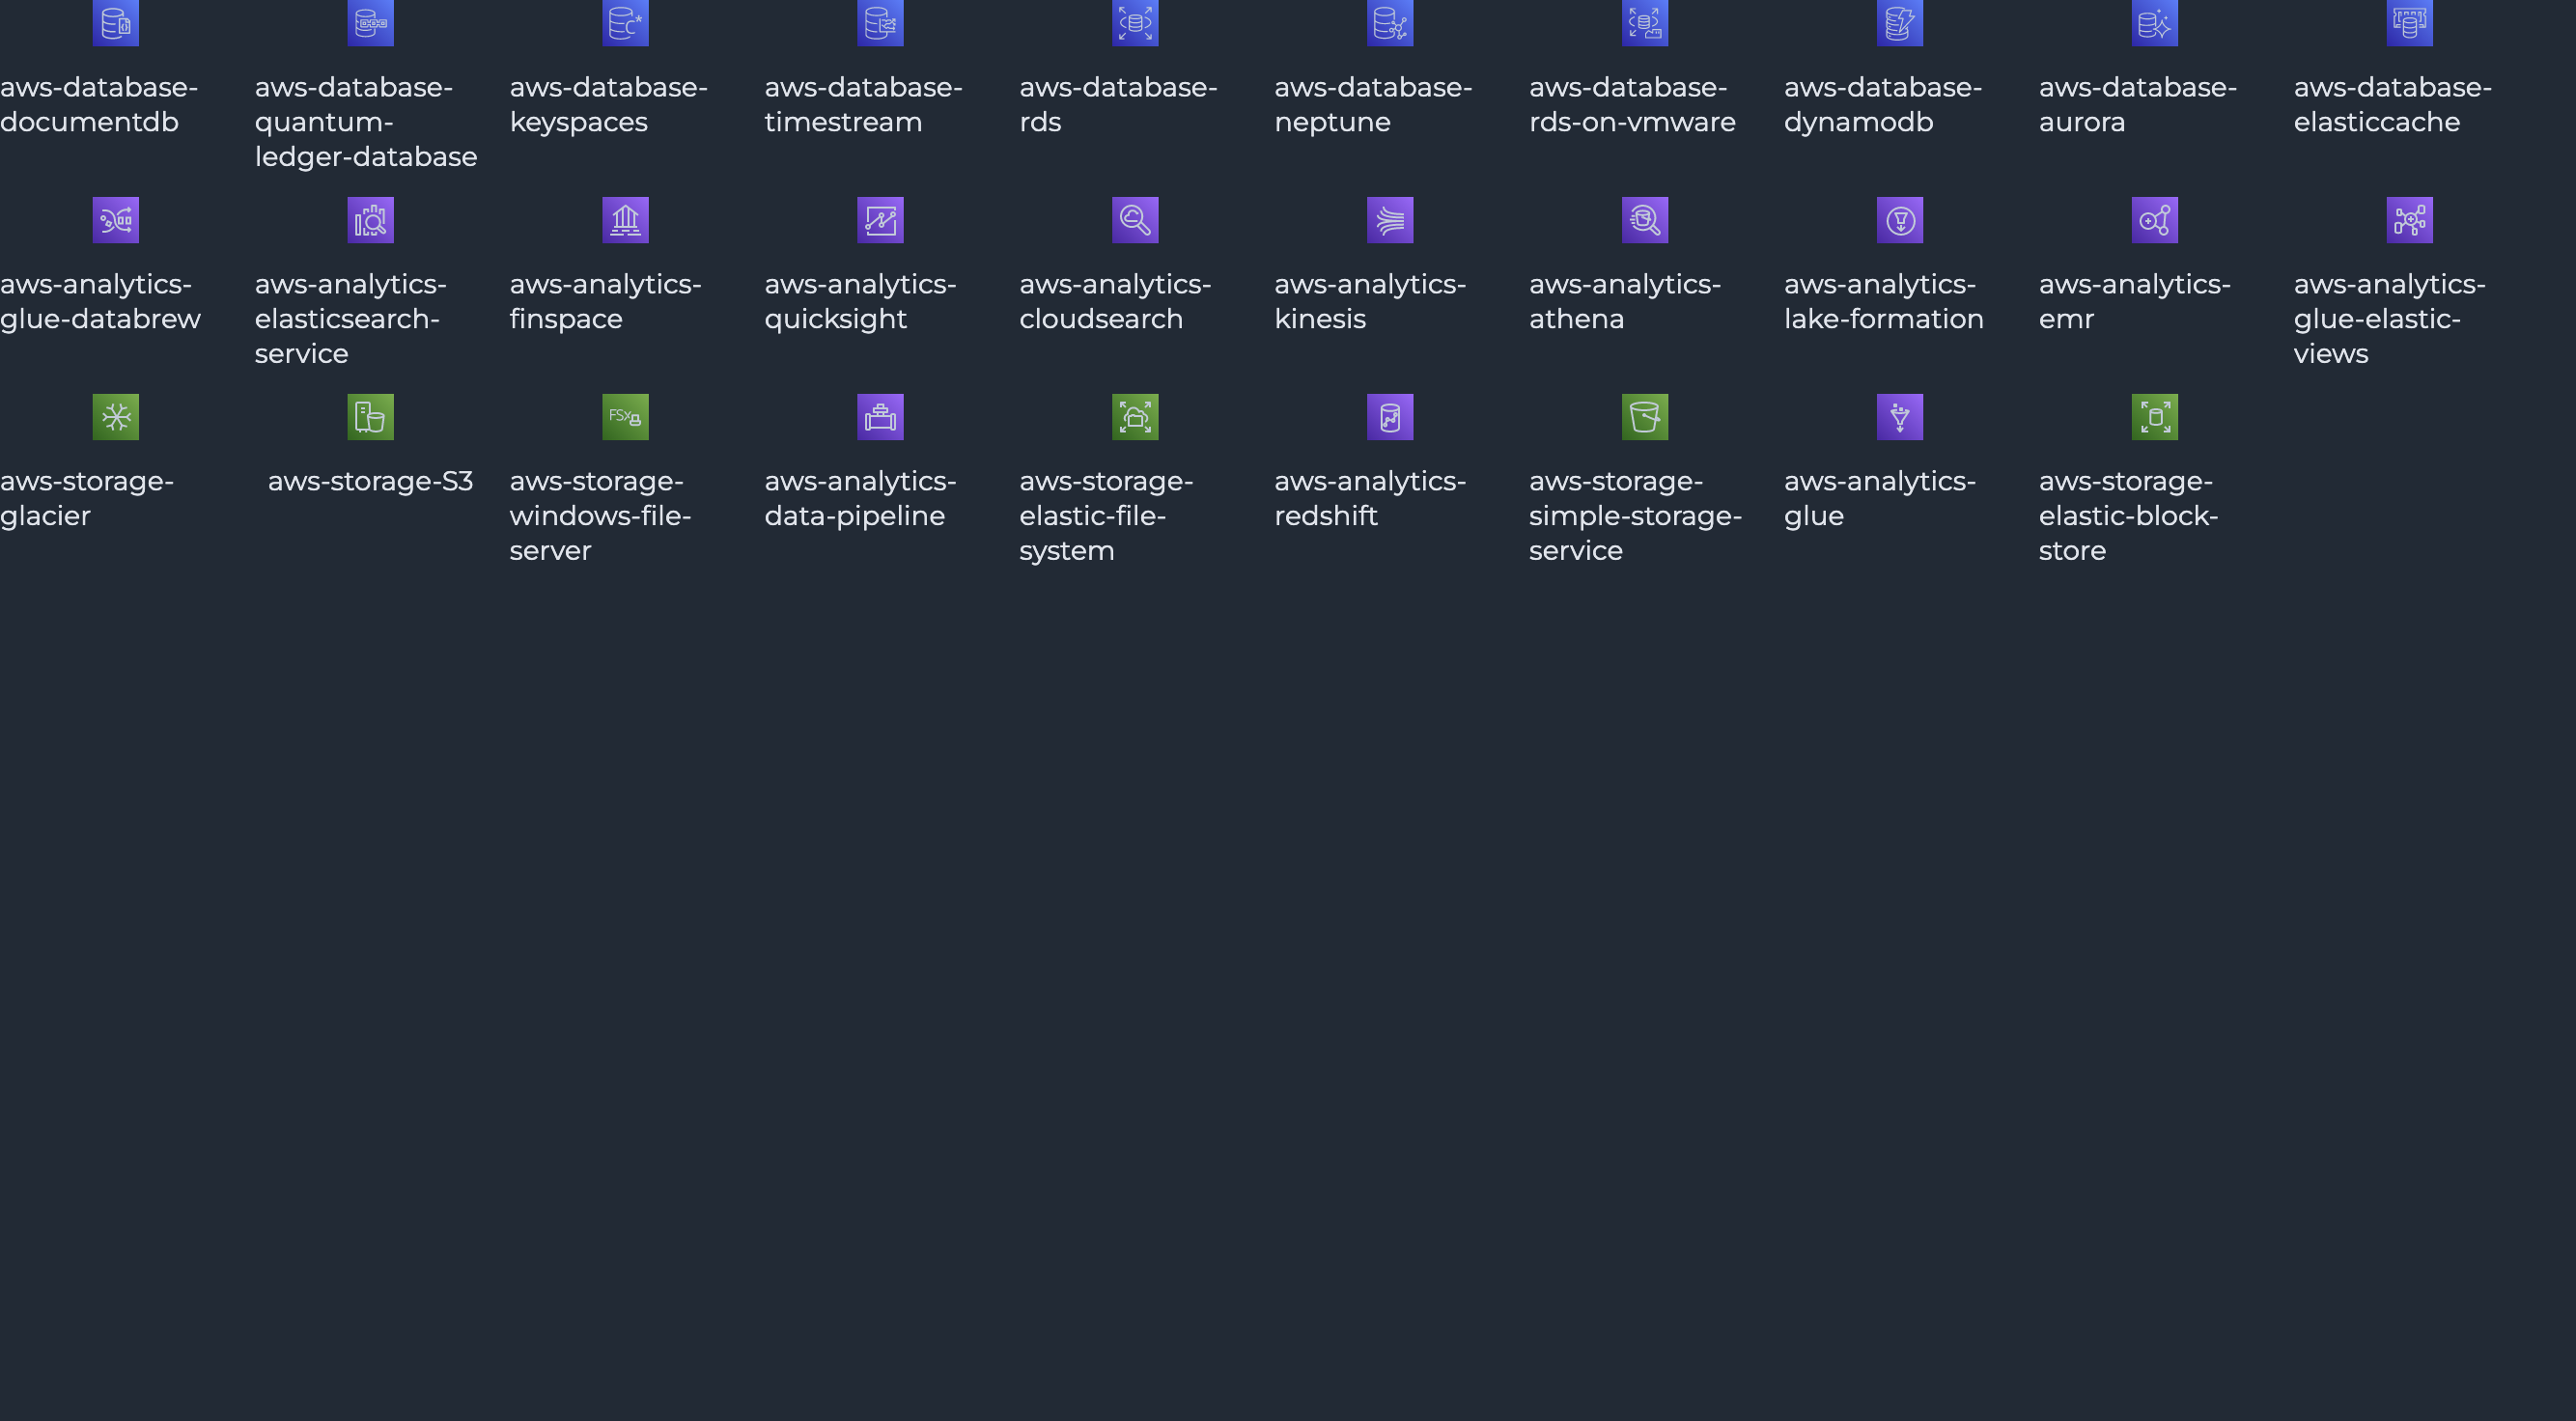 aws-database-
documentdb
aws-database-
quantum-
ledger-database
aws-database-
keyspaces
aws-database-
timestream
aws-database-
rds
aws-database-
neptune
aws-database-
rds-on-vmware
aws-database-
dynamodb
aws-database-
aurora
aws-database-
elasticcache
aws-analytics-
glue-databrew
aws-analytics-
elasticsearch-
service
aws-analytics-
finspace
aws-analytics-
quicksight
aws-analytics-
cloudsearch
aws-analytics-
kinesis
aws-analytics-
athena
aws-analytics-
lake-formation
aws-analytics-
emr
aws-analytics-
glue-elastic-
views
aws-storage-
glacier
aws-storage-S3
FSx
aws-storage-
windows-file-
server
aws-analytics-
data-pipeline
aws-storage-
elastic-file-
system
aws-analytics-
redshift
aws-storage-
simple-storage-
service
aws-analytics-
glue
aws-storage-
elastic-block-
store